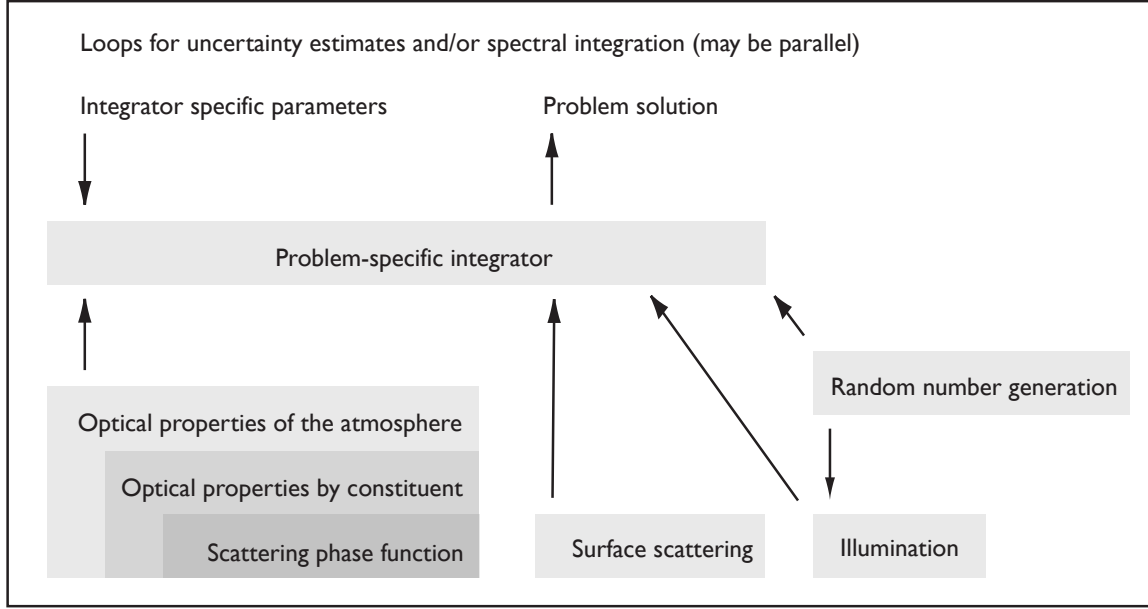 Loops for uncertainty estimates and/or spectral integration (may be parallel)
Integrator specific parameters
Problem solution
Problem-specific integrator
Random number generation
Optical properties of the atmosphere
Optical properties by constituent
Scattering phase function
Surface scattering
Illumination